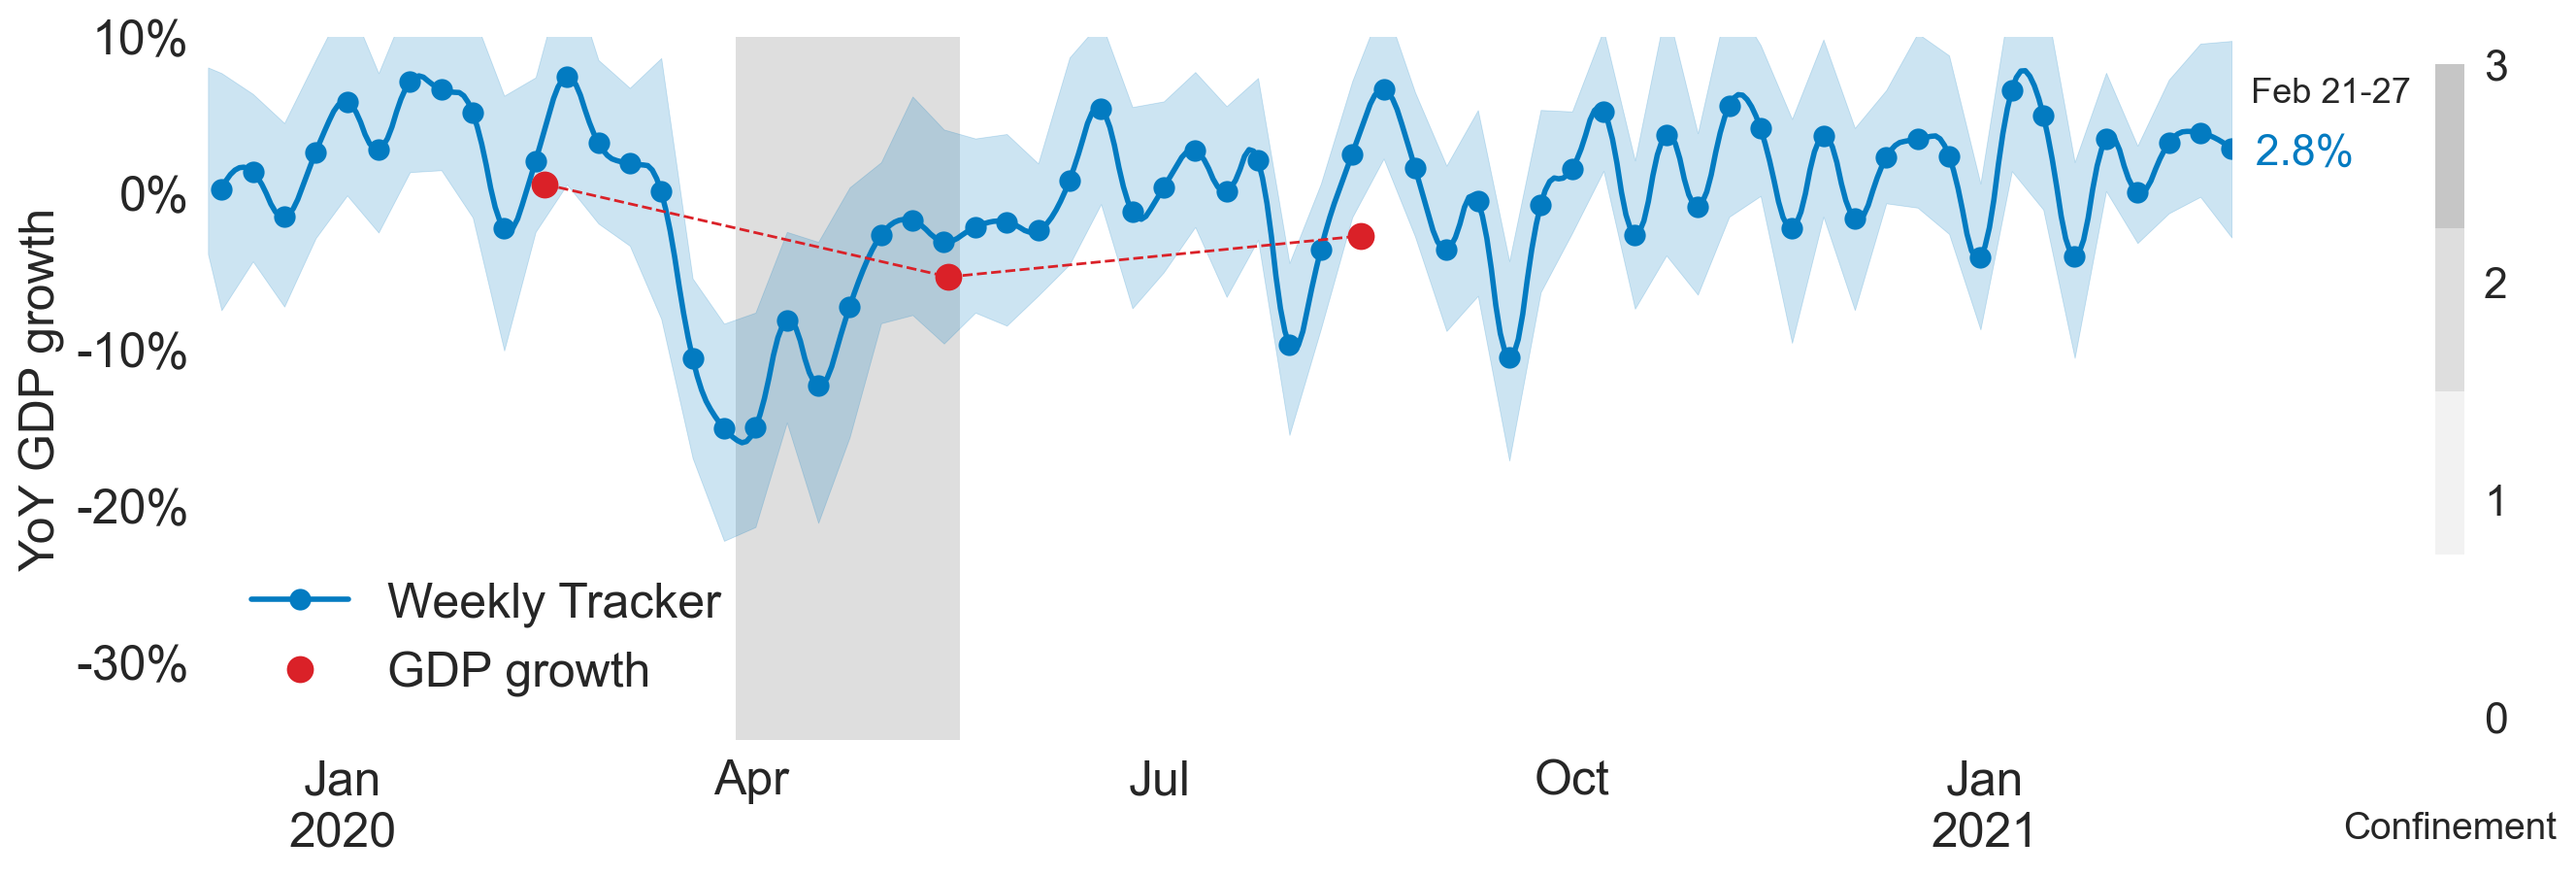 10%
0%
-10%
-20%
-30%
YoY GDP growth
Weekly Tracker
GDP growth
Jan
2020
Apr
Jul
Oct
Jan
2021
Feb 21-27
2.8%
3
2
1
0
Confinement